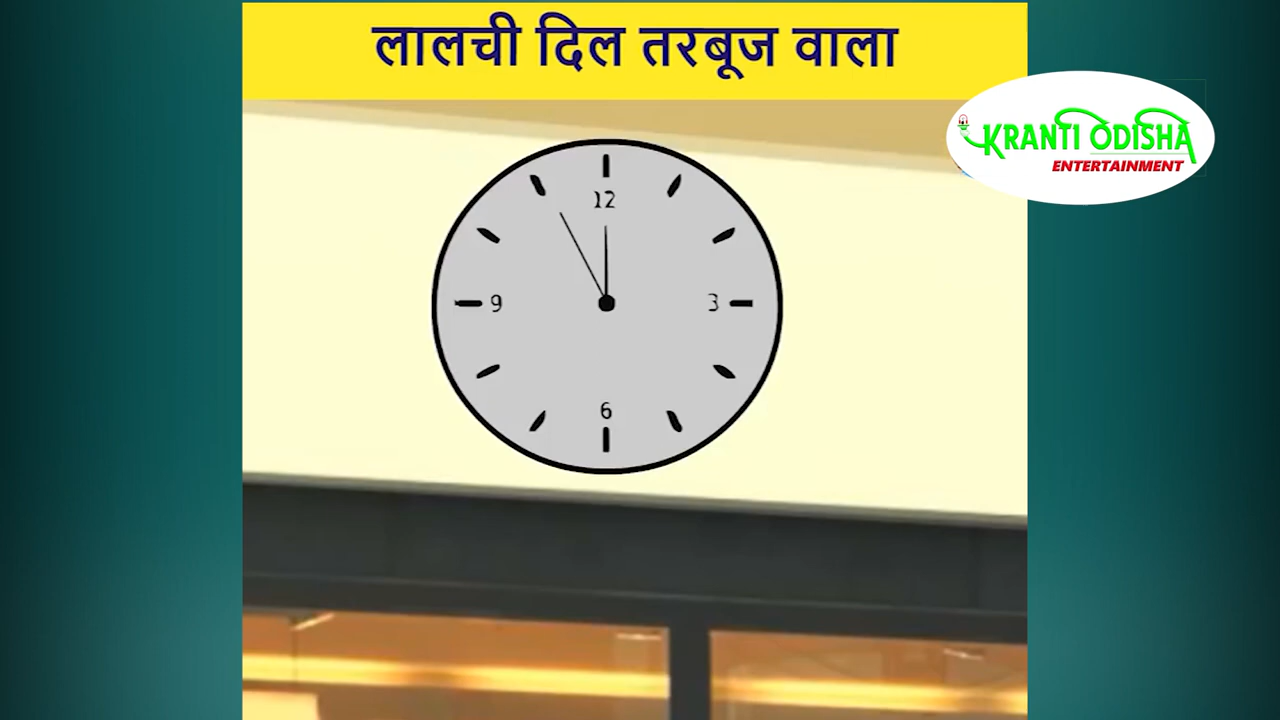 लालची दिल तरबूज वाला
KRANTI ODISHA
ENTERTAINMENT
12
9
3
6